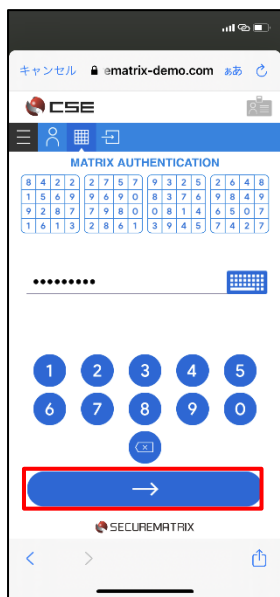 キャンセル ematrix-demo.com ぁあ
CSE
MATRIX AUTHENTICATION
8 4 2 2 2 7 5 7 9 3 2 5 2 6 4 8
1 5 6 9 9 6 9 0 8 3 7 6 9 8 4 9
9 2 8 7 7 9 8 0 0 8 1 4 6 5 0 7
1 6 1 3 2 8 6 1 3 9 4 5 7 4 2 7
•••••••••
1 2 3 4 5
6 7 8 9 0
SECUREMATRIX